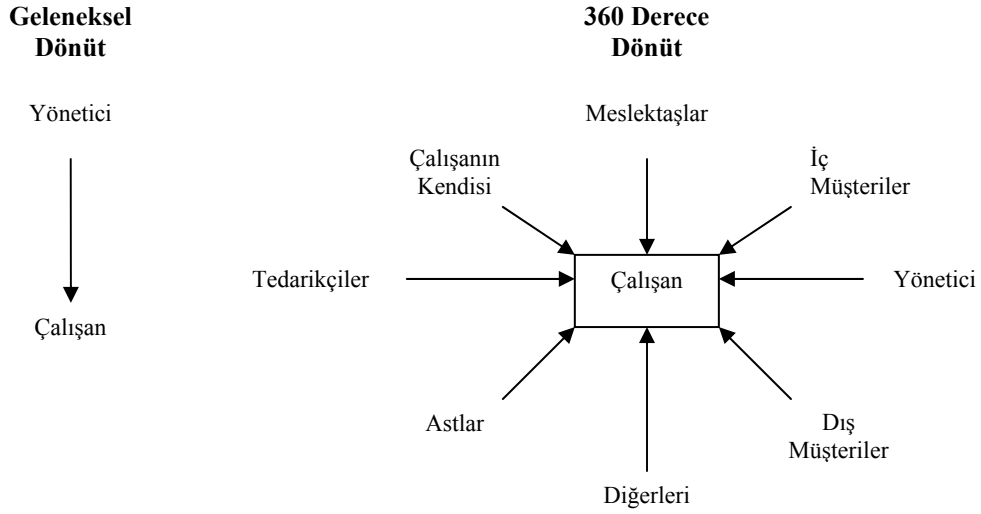 Geleneksel
Dönüt
Yönetici
Çalışan
360 Derece
Dönüt
Meslektaşlar
Çalışanın
Kendisi
İç
Müşteriler
Tedarikçiler
Çalışan
Yönetici
Astlar
Dış
Müşteriler
Diğerleri